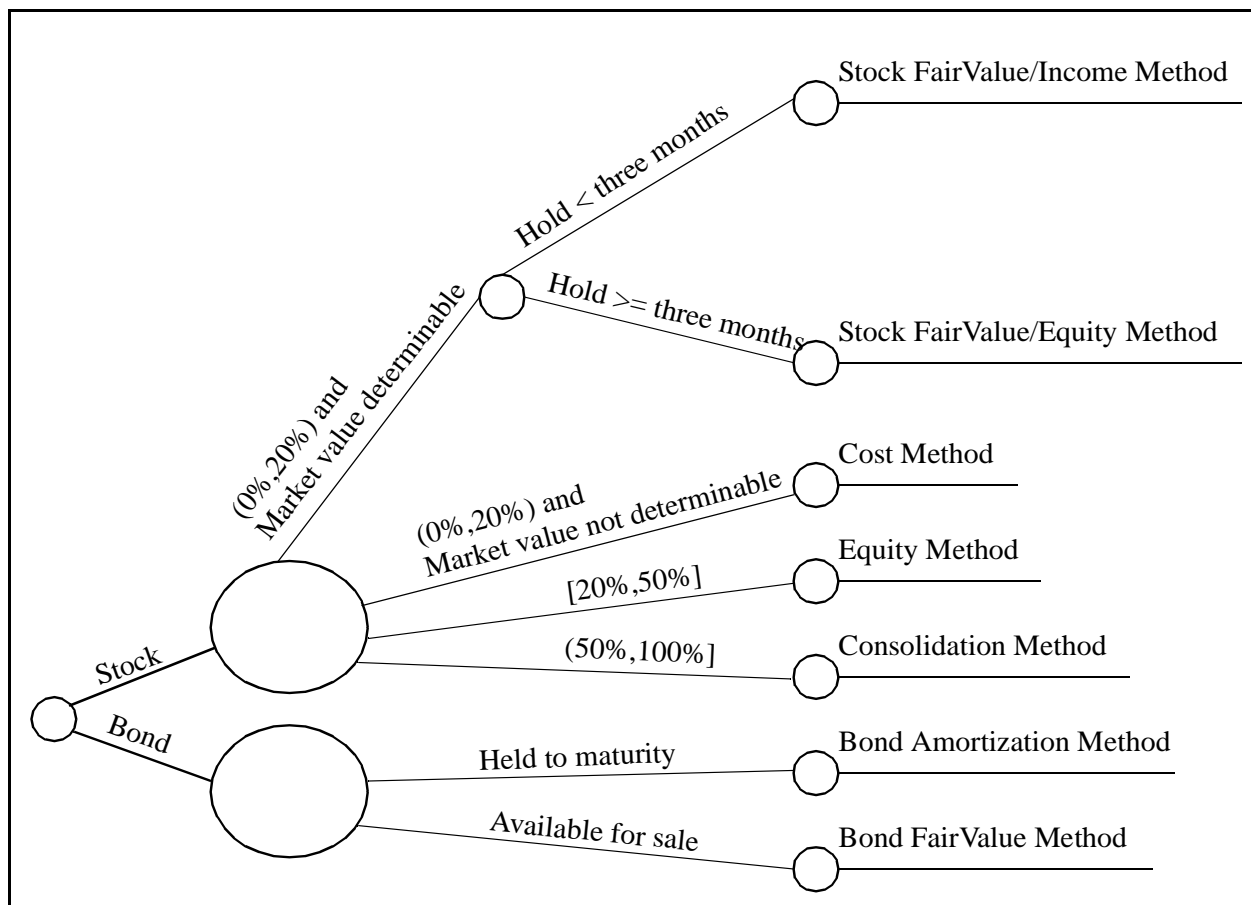 Stock FairValue/Income Method
Hold < three months
Hold >= three months
Stock FairValue/Equity Method
(0%,20%) and
Market value determinable
Cost Method
(0%,20%) and
Market value not determinable
Equity Method
[20%,50%]
Consolidation Method
(50%,100%]
Stock
Bond
Bond Amortization Method
Held to maturity
Bond FairValue Method
Available for sale